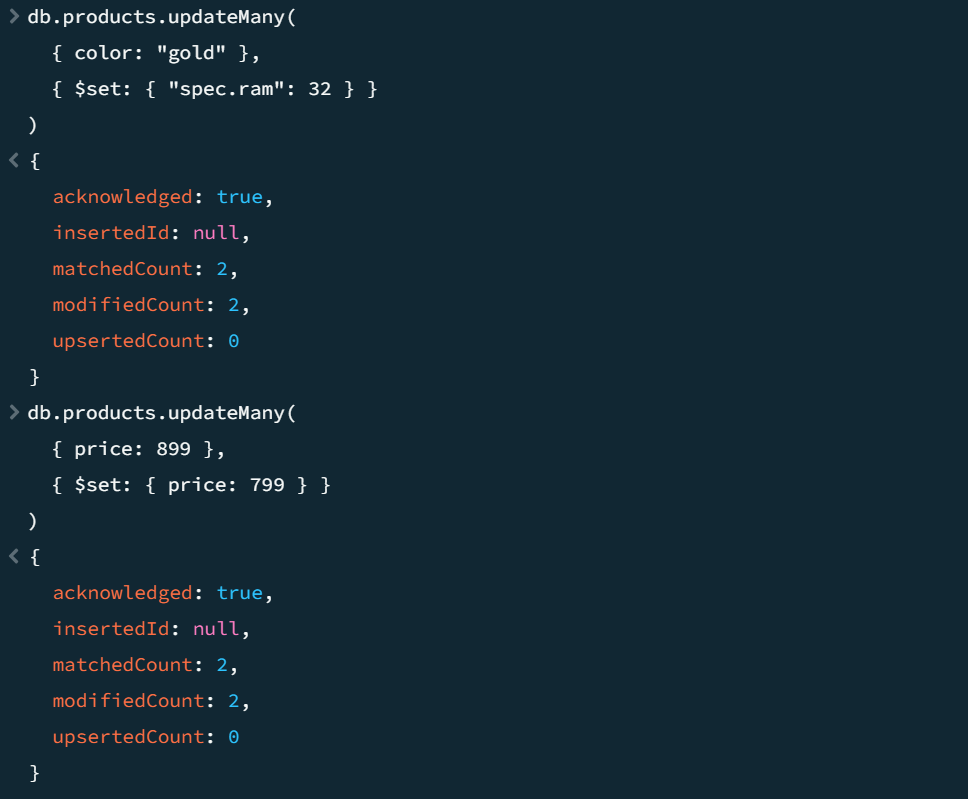 > db.products.updateMany(
{ color: "gold" },
{ $set: { "spec.ram": 32 } }
)
< {
acknowledged: true,
insertedId: null,
matchedCount: 2,
modifiedCount: 2,
upsertedCount: 0
}
> db.products.updateMany(
{ price: 899 },
{ $set: { price: 799 } }
)
< {
acknowledged: true,
insertedId: null,
matchedCount: 2,
modifiedCount: 2,
upsertedCount: 0
}